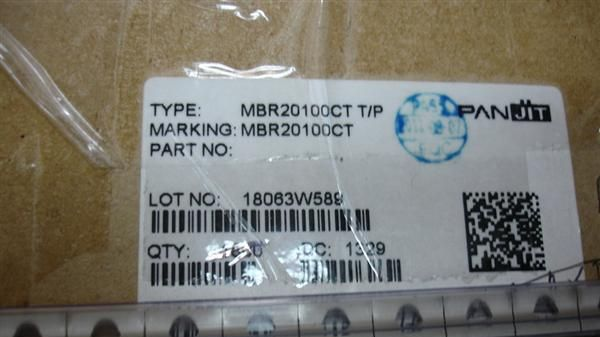 TYPE: MBR20100CT T/P
PANJIT
MARKING: MBR20100CT
PART NO:
LOT NO: 18063W589
QTY: DC: 1329